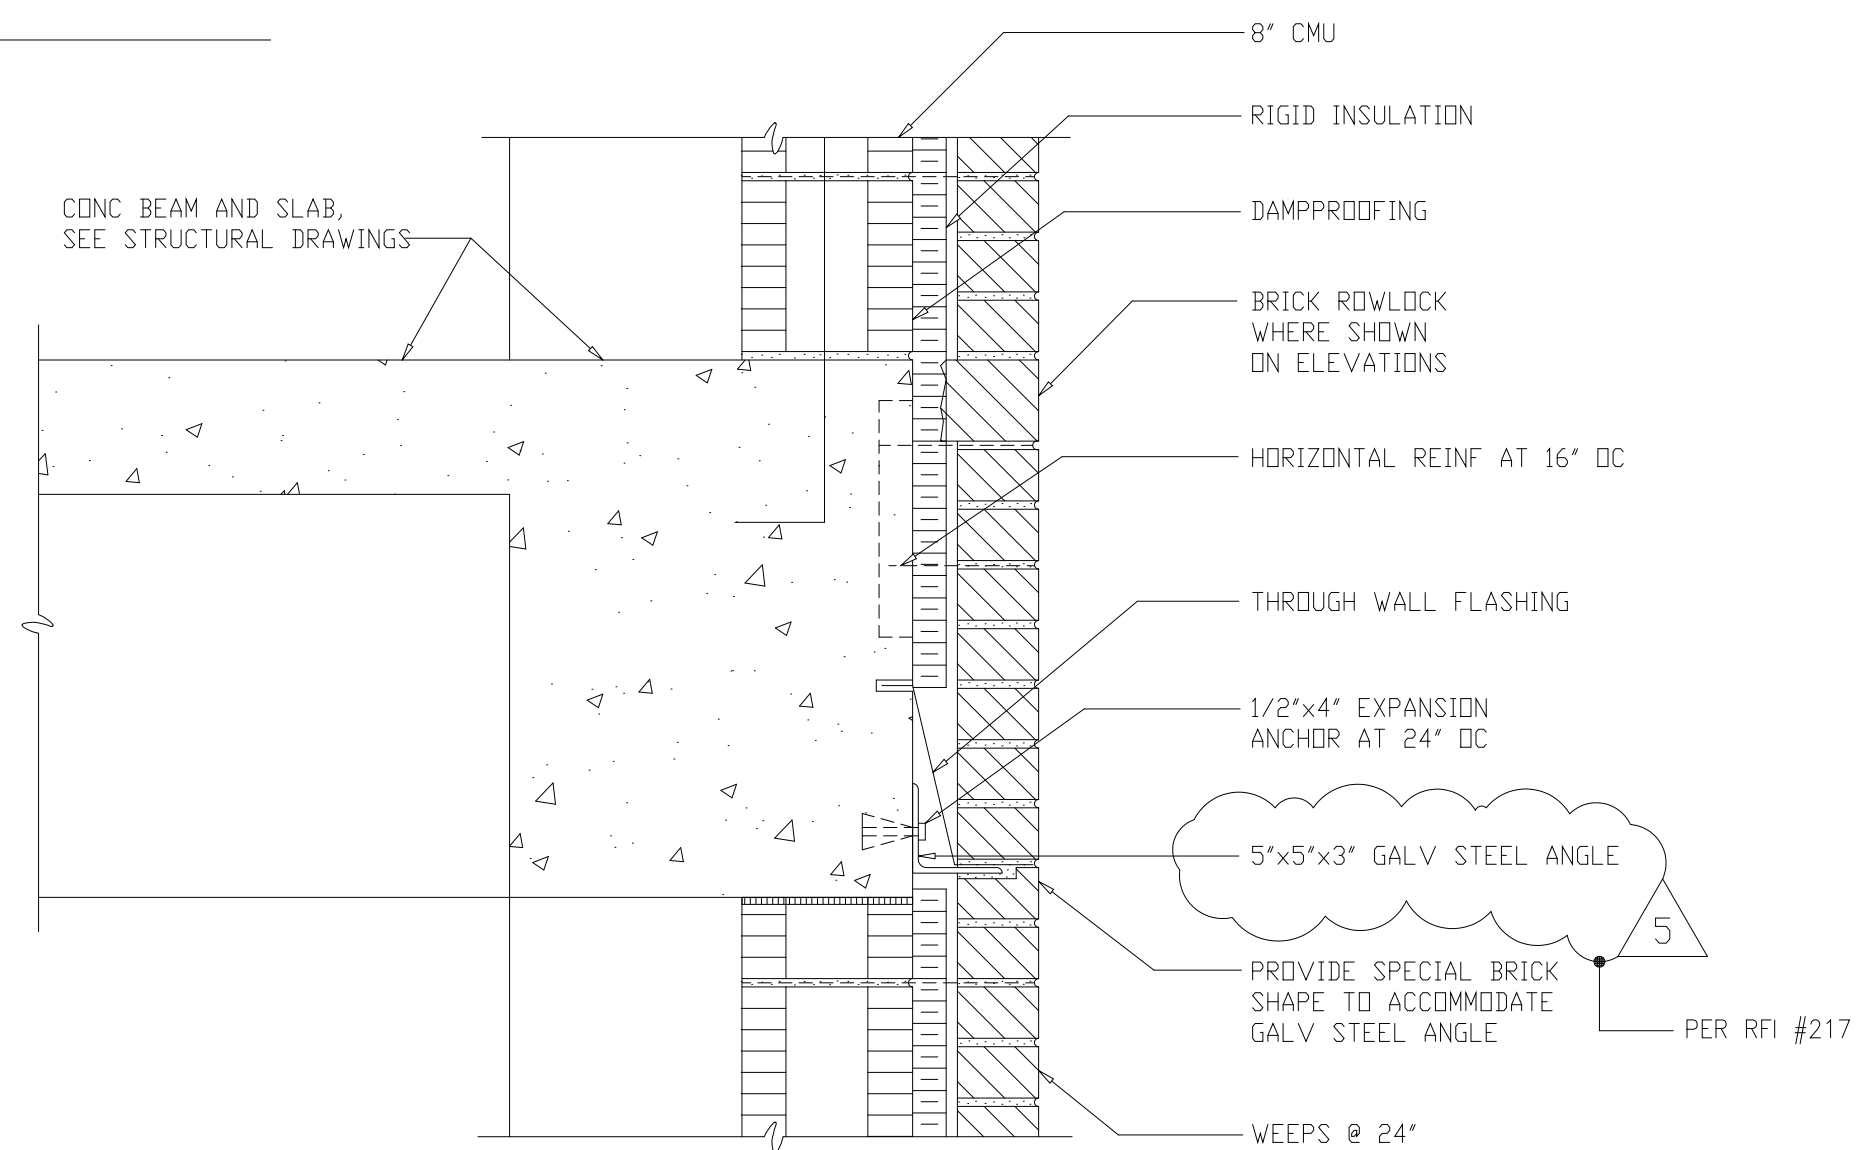 8" CMU
RIGID INSULATION
CONC BEAM AND SLAB,
SEE STRUCTURAL DRAWINGS
DAMPPROOFING
BRICK ROWLOCK
WHERE SHOWN
ON ELEVATIONS
HORIZONTAL REINF AT 16" OC
THROUGH WALL FLASHING
1/2"x4" EXPANSION
ANCHOR AT 24" OC
5"x5"x3" GALV STEEL ANGLE
5
PROVIDE SPECIAL BRICK
SHAPE TO ACCOMMODATE
GALV STEEL ANGLE
PER RFI #217
WEEPS @ 24"